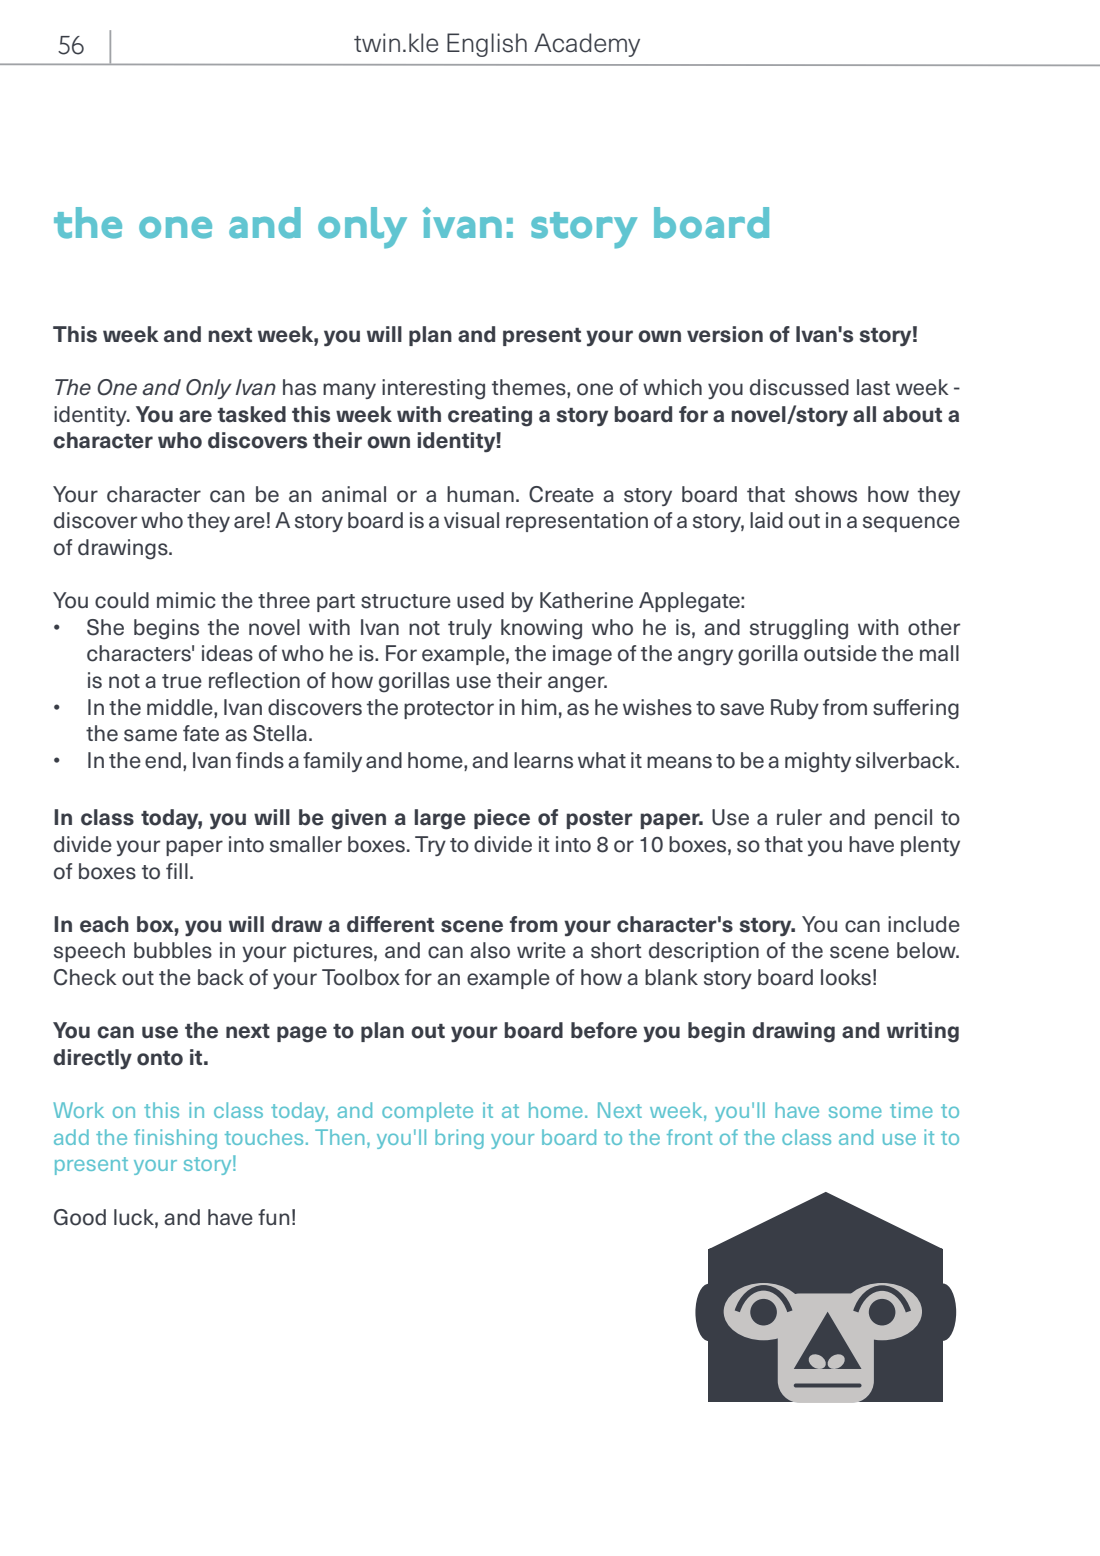 56
twin.kle English Academy
the one and only ivan: story board
This week and next week, you will plan and present your own version of Ivan's story!
The One and Only Ivan has many interesting themes, one of which you discussed last week -
identity. You are tasked this week with creating a story board for a novel/story all about a
character who discovers their own identity!
Your character can be an animal or a human. Create a story board that shows how they
discover who they are! A story board is a visual representation of a story, laid out in a sequence
of drawings.
You could mimic the three part structure used by Katherine Applegate:
• She begins the novel with Ivan not truly knowing who he is, and struggling with other
characters' ideas of who he is. For example, the image of the angry gorilla outside the mall
is not a true reflection of how gorillas use their anger.
• In the middle, Ivan discovers the protector in him, as he wishes to save Ruby from suffering
the same fate as Stella.
• In the end, Ivan finds a family and home, and learns what it means to be a mighty silverback.
In class today, you will be given a large piece of poster paper. Use a ruler and pencil to
divide your paper into smaller boxes. Try to divide it into 8 or 10 boxes, so that you have plenty
of boxes to fill.
In each box, you will draw a different scene from your character's story. You can include
speech bubbles in your pictures, and can also write a short description of the scene below.
Check out the back of your Toolbox for an example of how a blank story board looks!
You can use the next page to plan out your board before you begin drawing and writing
directly onto it.
Work on this in class today, and complete it at home. Next week, you'll have some time to
add the finishing touches. Then, you'll bring your board to the front of the class and use it to
present your story!
Good luck, and have fun!